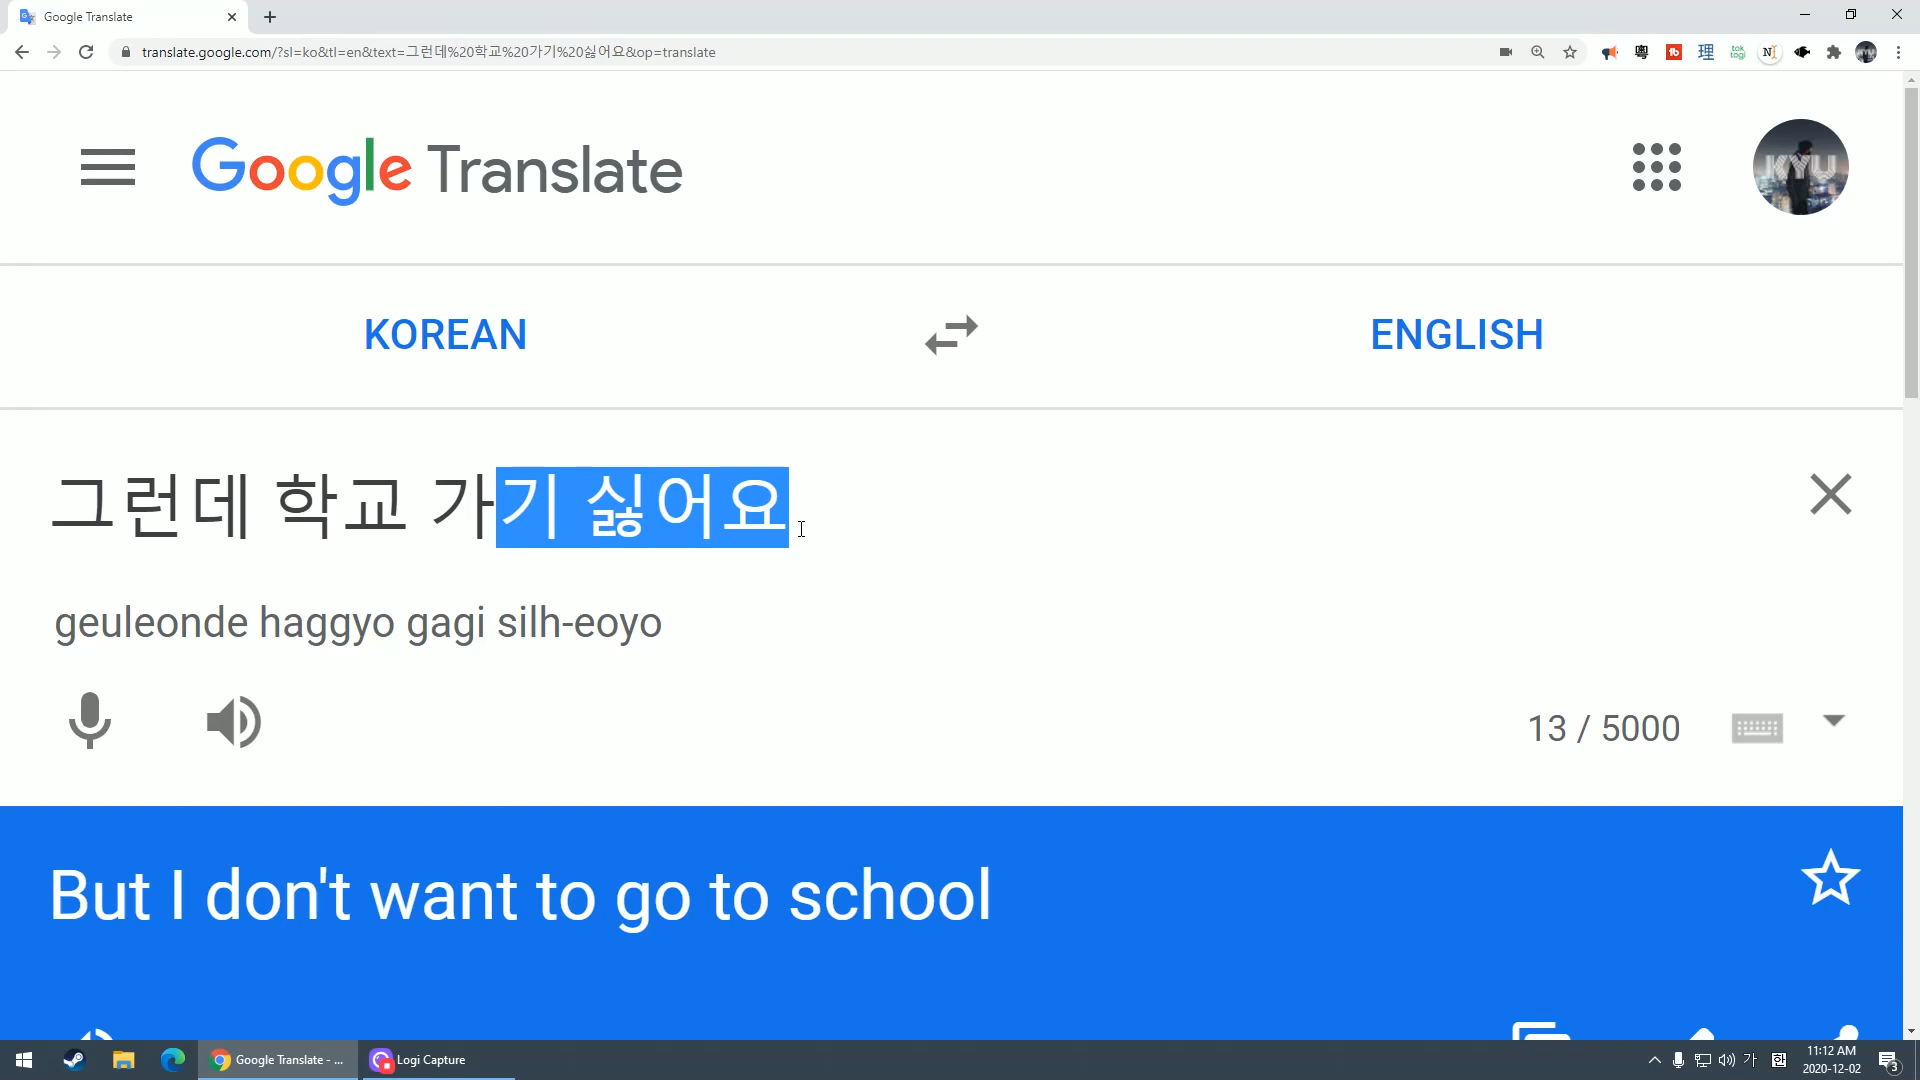 Google Translate
translate.google.com/?sl=ko&tl=en&text=그런데%20학교%20가기%20싫어요&op=translate
Google Translate
KYU
KOREAN
ENGLISH
그런데 학교 가기 싫어요
geuleonde haggyo gagi silh-eoyo
13 / 5000
But I don't want to go to school
Google Translate - ...
Logi Capture
가
11:12 AM
2020-12-02
3